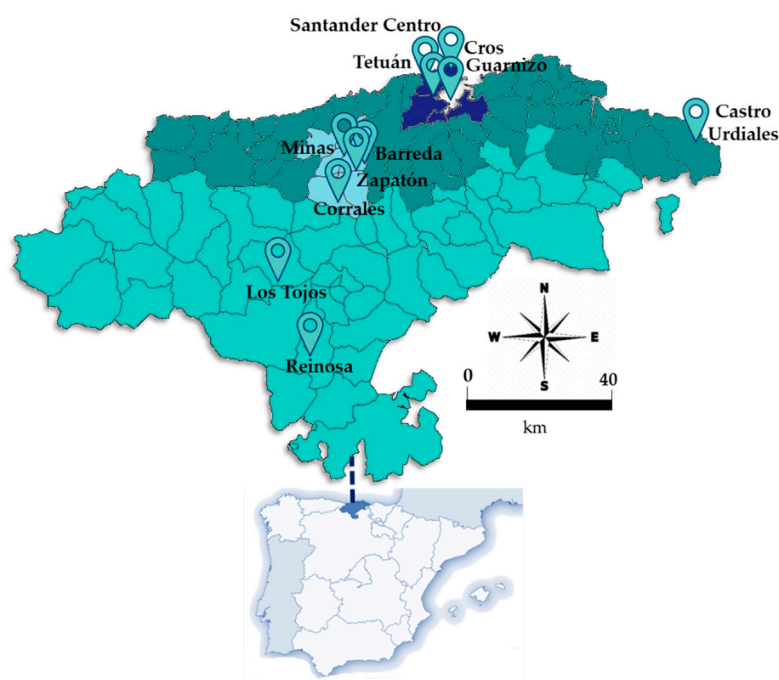 Santander Centro
Cros
Tetuán
Guarnizo
Castro
Urdiales
Minas
Barreda
Zapatón
Corrales
Los Tojos
Reinosa
N
W
E
S
0
40
km